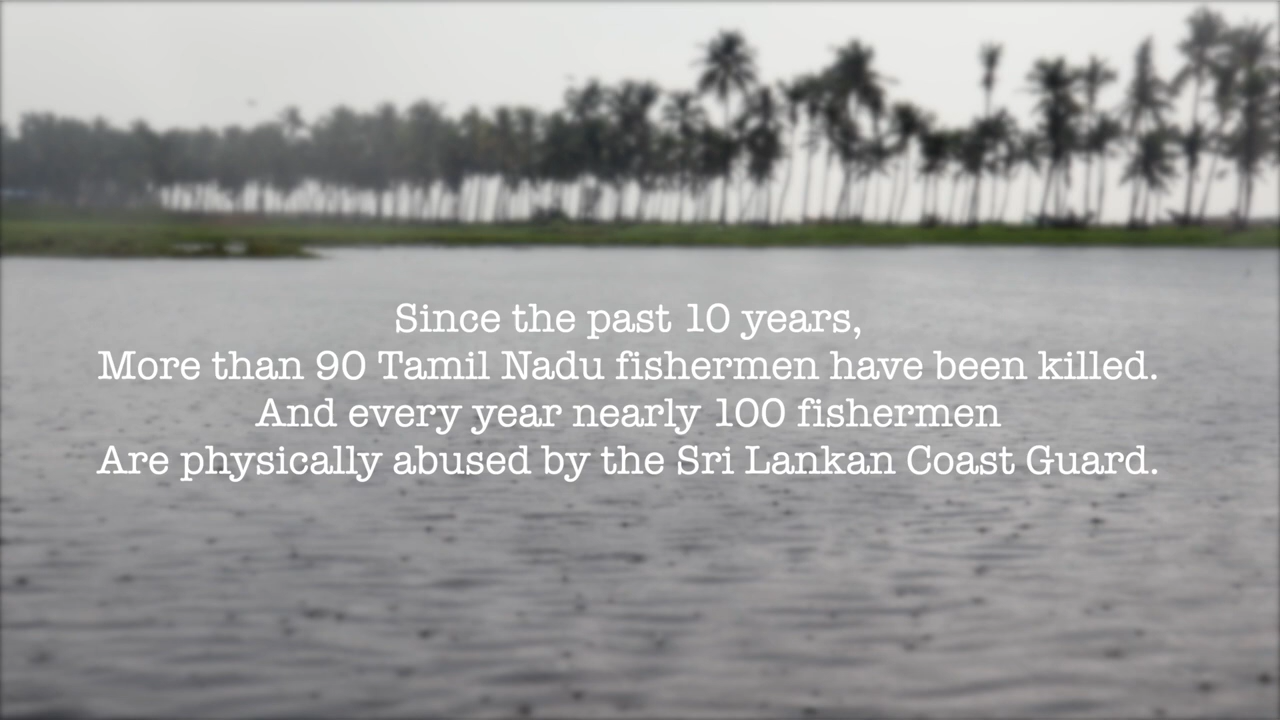 Since the past 10 years,
More than 90 Tamil Nadu fishermen have been killed.
And every year nearly 100 fishermen
Are physically abused by the Sri Lankan Coast Guard.